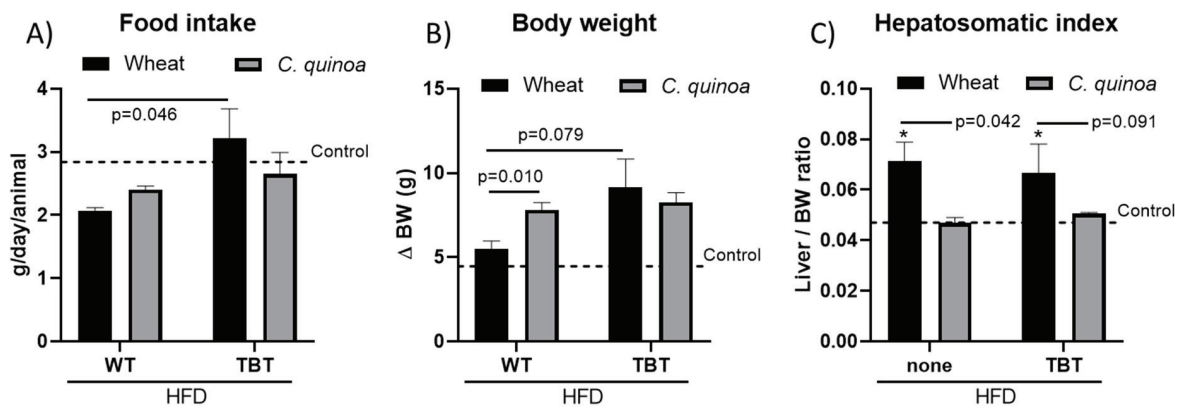 A) Food intake
Wheat C. quinoa
4
3
2
1
0
g/day/animal
p=0.046
Control
WT TBT
HFD
B) Body weight
Wheat C. quinoa
15
10
5
0
Δ BW (g)
p=0.079
p=0.010
Control
WT TBT
HFD
C) Hepatosomatic index
Wheat C. quinoa
0.10
0.08
0.06
0.04
0.02
0.00
Liver / BW ratio
p=0.042 p=0.091
* *
Control
none TBT
HFD